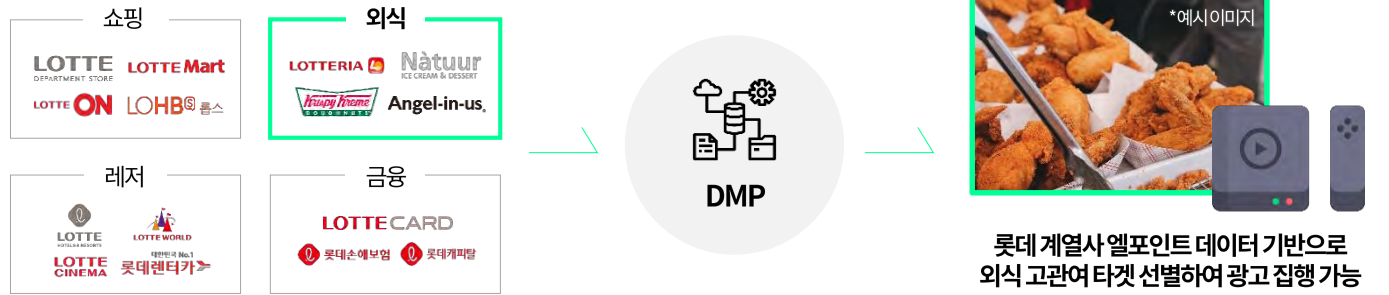 쇼핑
LOTTE
DEPARTMENT STORE
LOTTE Mart
LOTTE ON
LOHBS 롭스
외식
LOTTERIA
Nàtuur
ICE CREAM & DESSERT
Krispy Kreme
DOUGHNUTS
Angel-in-us.
레저
LOTTE
HOTELS & RESORTS
LOTTE WORLD
LOTTE
CINEMA
대한민국 No.1
롯데렌터카
금융
LOTTE CARD
롯데손해보험
롯데캐피탈
DMP
*예시 이미지
롯데 계열사 엘포인트 데이터 기반으로
외식 고관여 타겟 선별하여 광고 집행 가능